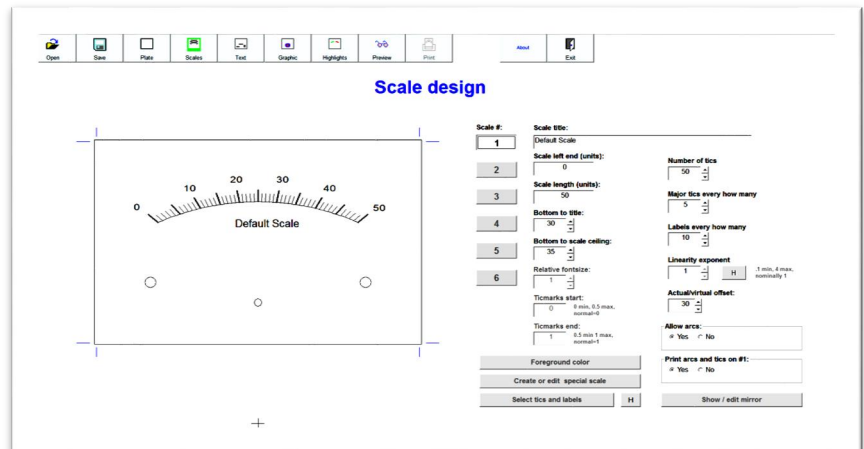 Open Save Plate Scales Text Graphic Highlights Preview Print About Exit
Scale design
Scale #:
1
2
3
4
5
6
Scale title:
Default Scale
Scale left end (units):
0
Scale length (units):
50
Bottom to title:
30
Bottom to scale ceiling:
35
Relative fontsize:
1
Ticmarks start:
0
0 min, 0.5 max,
normal=0
Ticmarks end:
1
0.5 min 1 max,
normal=1
Number of tics
50
Major tics every how many
5
Labels every how many
10
Linearity exponent
1 H .1 min, 4 max,
nominally 1
Actual/virtual offset:
30
Allow arcs:
Yes No
Print arcs and tics on #1:
Yes No
Foreground color
Create or edit special scale
Select tics and labels H
Show / edit mirror
0 10 20 30 40 50
Default Scale